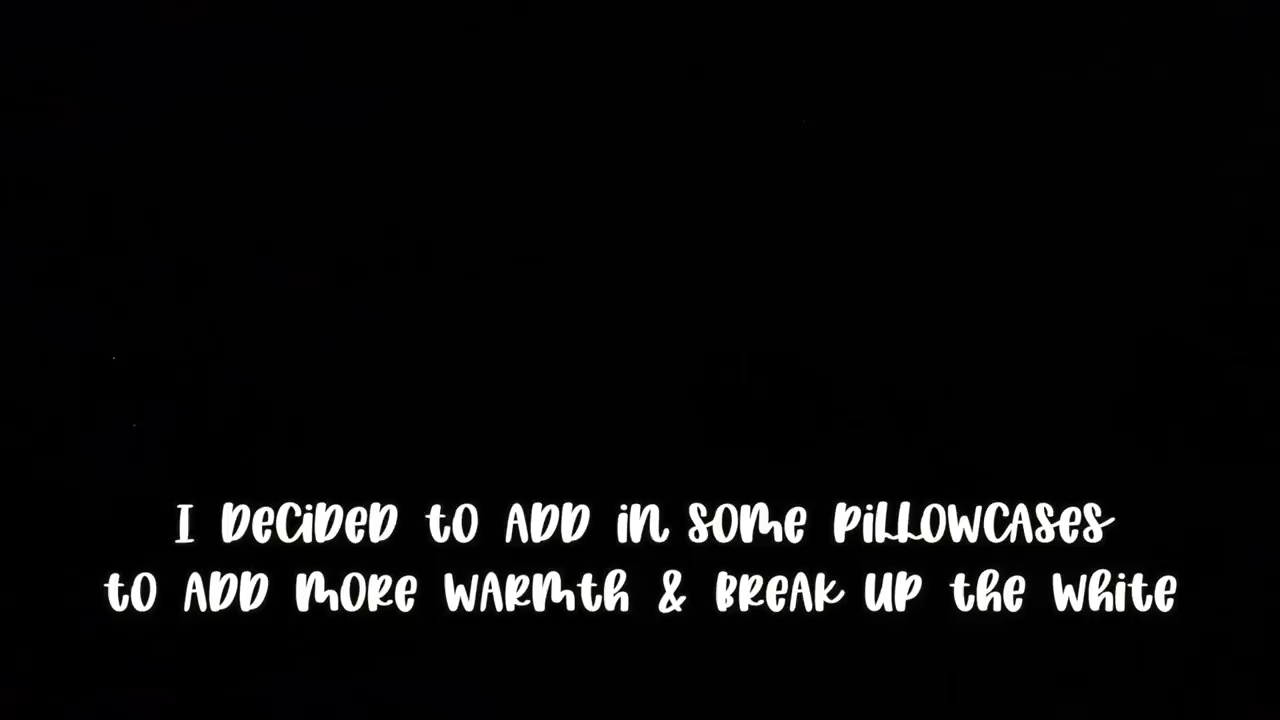 I DECIDED to ADD in some PILLOWCASES
to ADD more WARMth & BREAK UP the white